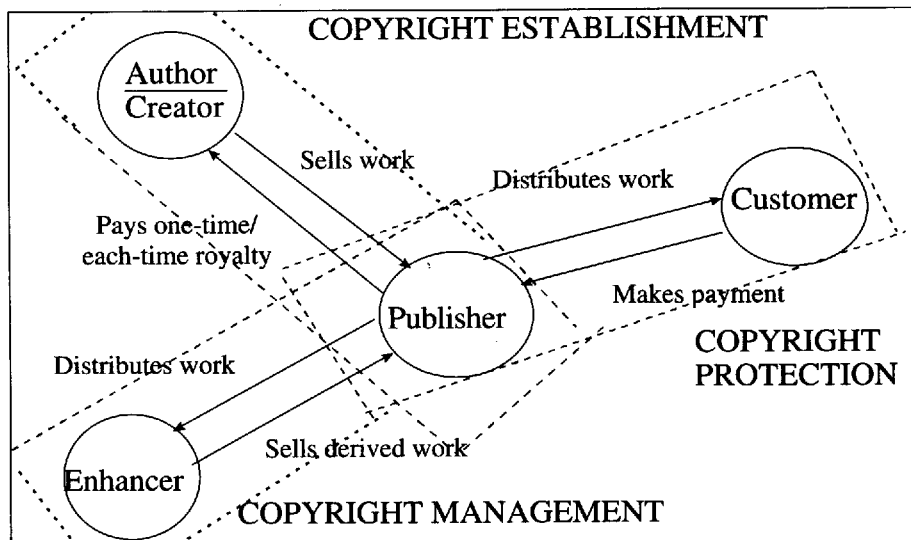 COPYRIGHT ESTABLISHMENT
Author
Creator
Sells work
Distributes work
Customer
Pays one-time/
each-time royalty
Makes payment
Publisher
COPYRIGHT
PROTECTION
Distributes work
Sells derived work
Enhancer
COPYRIGHT MANAGEMENT